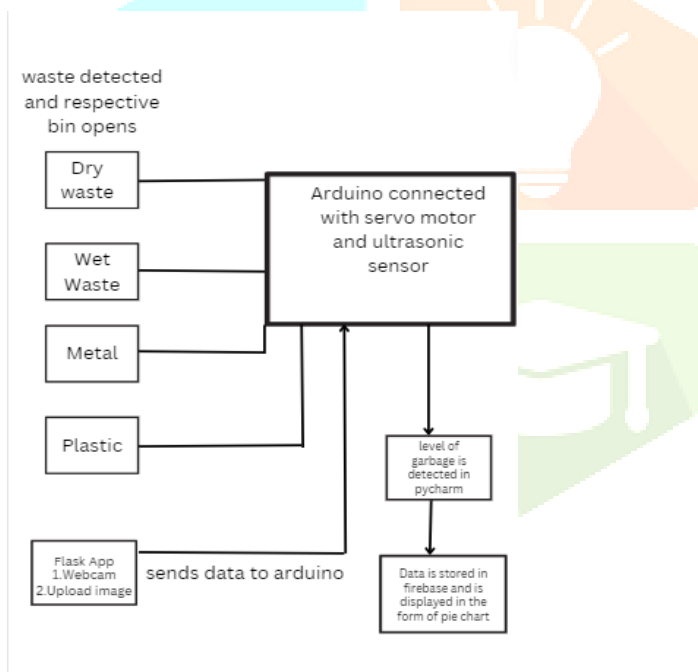 waste detected
and respective
bin opens
Dry
waste
Arduino connected
with servo motor
and ultrasonic
sensor
Wet
Waste
Metal
Plastic
level of
garbage is
detected in
pycharm
Flask App
1.Webcam
2.Upload image
sends data to arduino
Data is stored in
firebase and is
displayed in the
form of pie chart